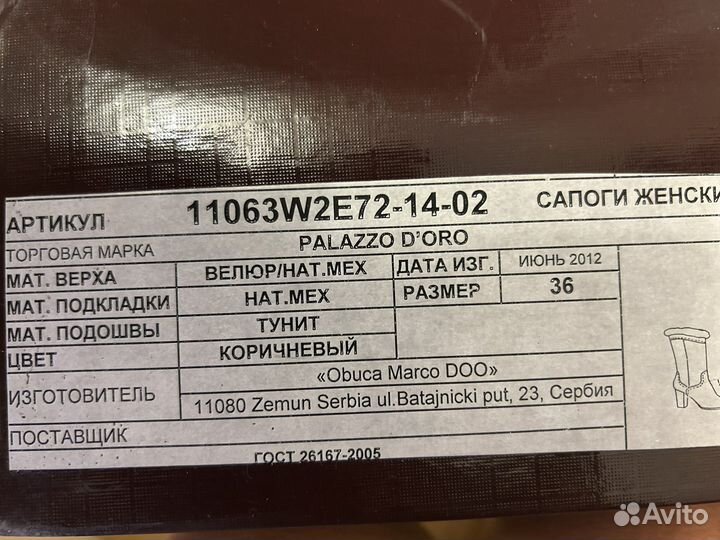 АРТИКУЛ 11063W2E72-14-02 САПОГИ ЖЕНСКИ
ТОРГОВАЯ МАРКА PALAZZO D'ORO
МАТ. ВЕРХА ВЕЛЮР/НАТ.МЕХ ДАТА ИЗГ. ИЮНЬ 2012
МАТ. ПОДКЛАДКИ НАТ.МЕХ РАЗМЕР 36
МАТ. ПОДОШВЫ ТУНИТ
ЦВЕТ КОРИЧНЕВЫЙ
ИЗГОТОВИТЕЛЬ «Obuca Marco DOO»
11080 Zemun Serbia ul.Batajnicki put, 23, Сербия
ПОСТАВЩИК
ГОСТ 26167-2005
Avito